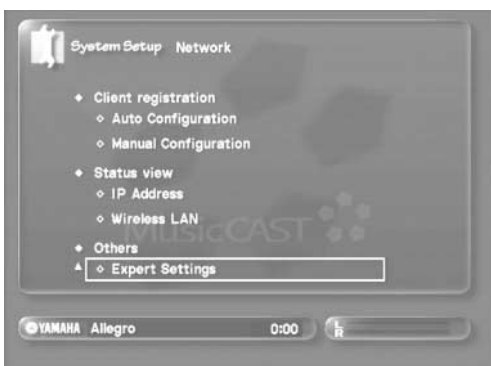 System Setup Network
Client registration
Auto Configuration
Manual Configuration
Status view
IP Address
Wireless LAN
MusicCAST
Others
Expert Settings
YAMAHA Allegro 0:00 L
R